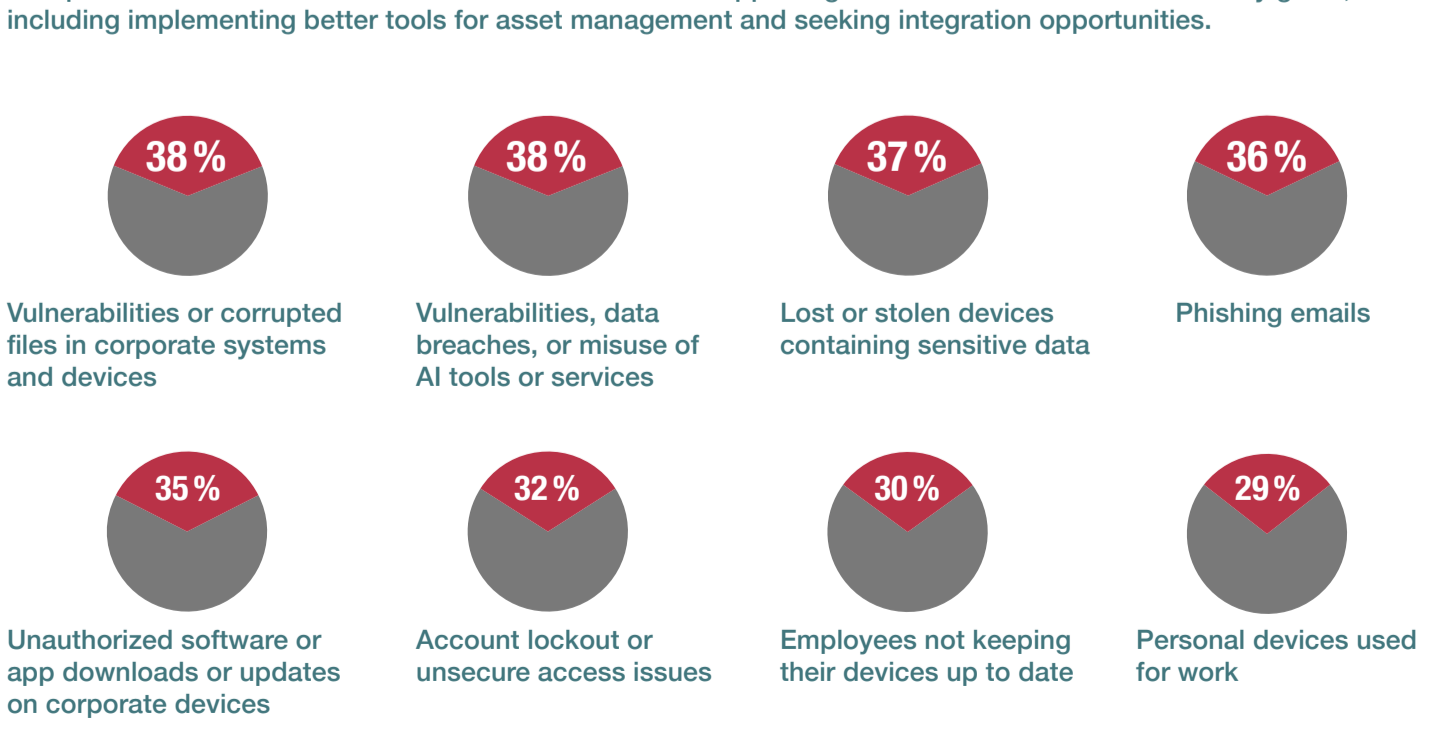 including implementing better tools for asset management and seeking integration opportunities.
38 %
38 %
37 %
36 %
Vulnerabilities or corrupted
files in corporate systems
and devices
Vulnerabilities, data
breaches, or misuse of
AI tools or services
Lost or stolen devices
containing sensitive data
Phishing emails
35 %
32 %
30 %
29 %
Unauthorized software or
app downloads or updates
on corporate devices
Account lockout or
unsecure access issues
Employees not keeping
their devices up to date
Personal devices used
for work